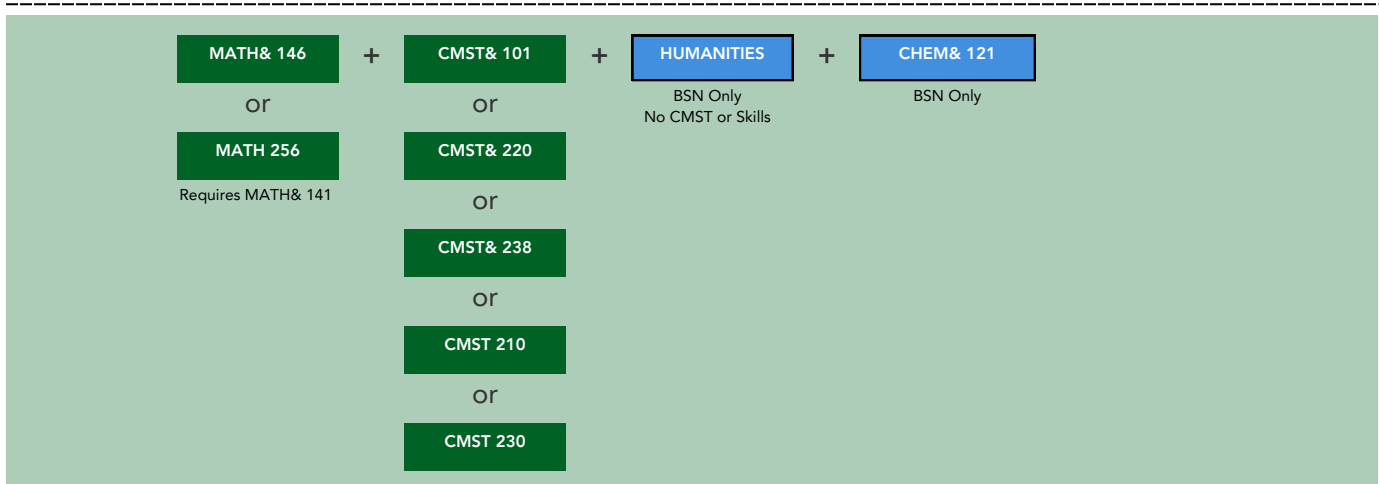 MATH& 146 + CMST& 101 + HUMANITIES + CHEM& 121
or or BSN Only BSN Only
No CMST or Skills
MATH 256 CMST& 220
Requires MATH& 141 or
CMST& 238
or
CMST 210
or
CMST 230